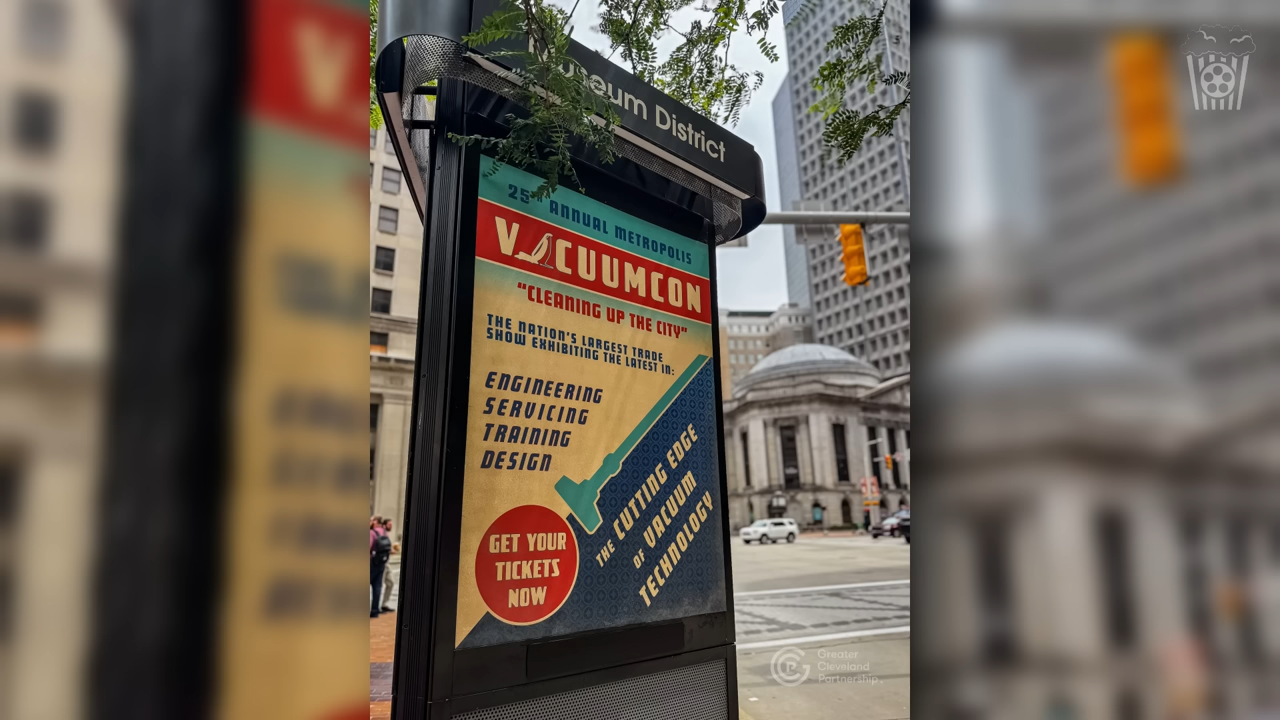 Museum District
25th ANNUAL METROPOLIS
VACUUMCON
"CLEANING UP THE CITY"
THE NATION'S LARGEST TRADE
SHOW EXHIBITING THE LATEST IN:
ENGINEERING
SERVICING
TRAINING
DESIGN
THE CUTTING EDGE
OF VACUUM
TECHNOLOGY
GET YOUR
TICKETS
NOW
Greater
Cleveland
Partnership